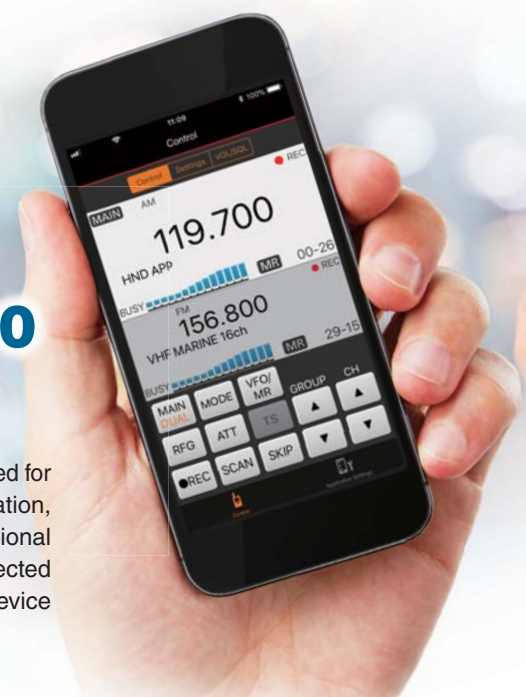 11:09
100%
Control
Control Settings VOL/SQL
MAIN AM REC
119.700
HND APP
BUSY MR 00-26
FM REC
156.800
VHF MARINE 16ch
BUSY MR 29-15
MAIN
DUAL MODE VFO/
MR GROUP CH
RFG ATT TS ▲ ▲
●REC SCAN SKIP ▼ ▼
Control Application Settings
0
ed for
ation,
ional
ected
evice